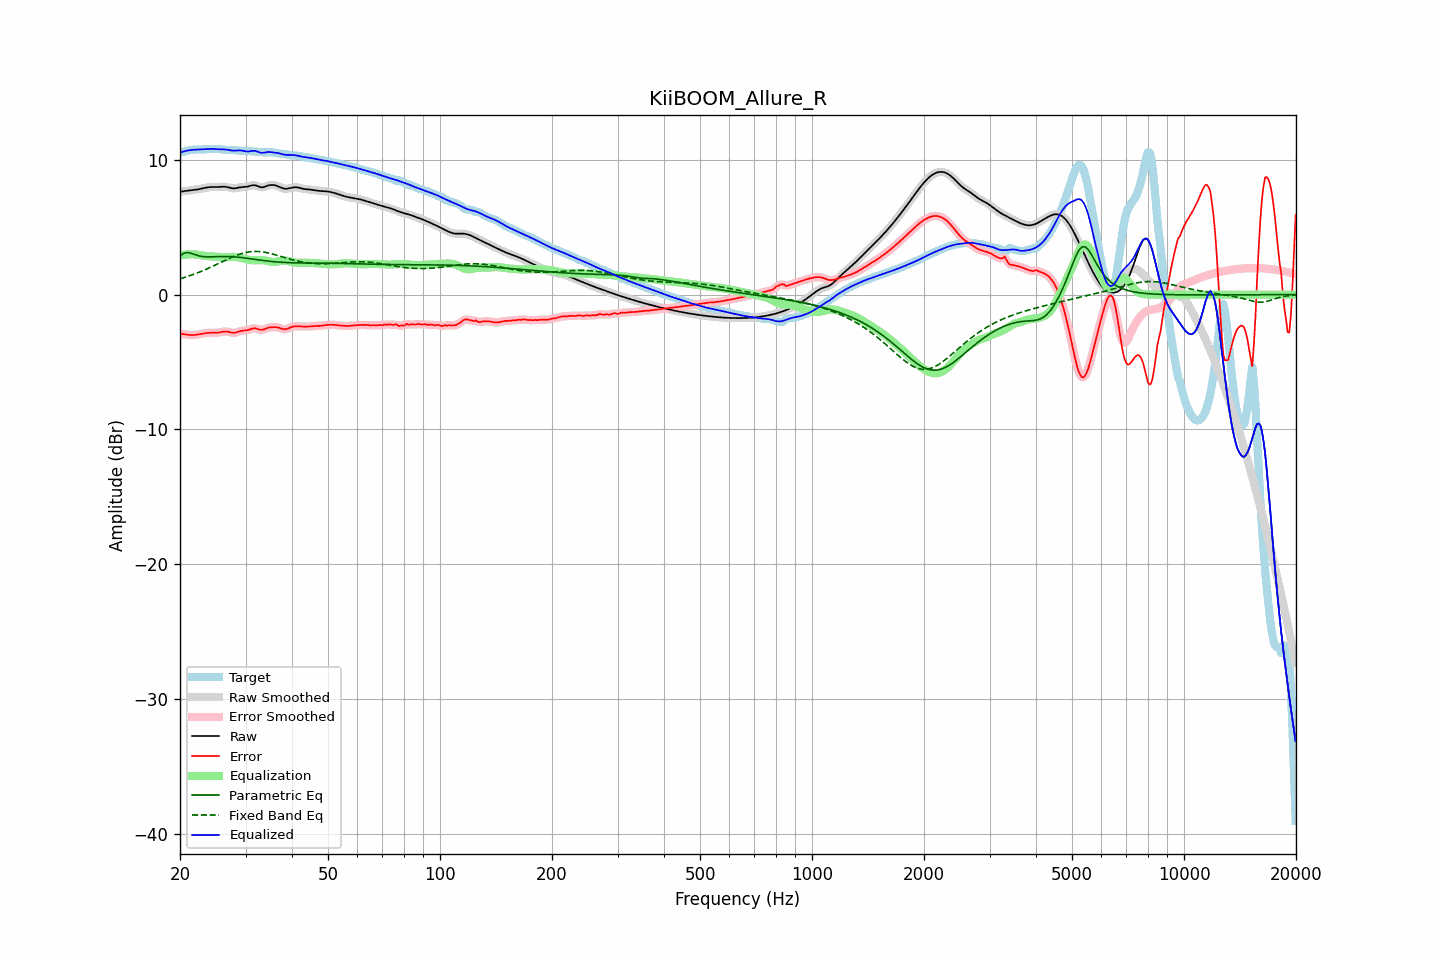 KiiBOOM_Allure_R
Amplitude (dBr)
10
0
−10
−20
−30
−40
Target
Raw Smoothed
Error Smoothed
Raw
Error
Equalization
Parametric Eq
Fixed Band Eq
Equalized
20 50 100 200 500 1000 2000 5000 10000 20000
Frequency (Hz)